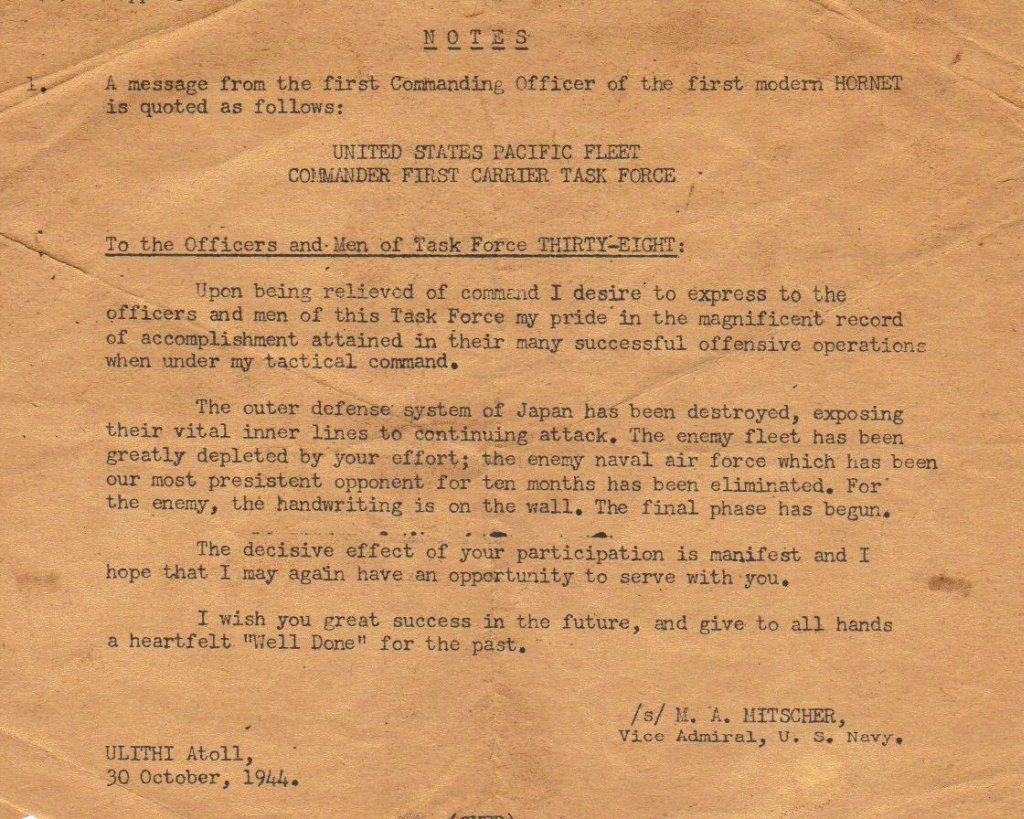 N O T E S
1. A message from the first Commanding Officer of the first modern HORNET
is quoted as follows:
UNITED STATES PACIFIC FLEET
COMMANDER FIRST CARRIER TASK FORCE
To the Officers and Men of Task Force THIRTY-EIGHT:
Upon being relieved of command I desire to express to the
officers and men of this Task Force my pride in the magnificent record
of accomplishment attained in their many successful offensive operations
when under my tactical command.
The outer defense system of Japan has been destroyed, exposing
their vital inner lines to continuing attack. The enemy fleet has been
greatly depleted by your effort; the enemy naval air force which has been
our most presistent opponent for ten months has been eliminated. For
the enemy, the handwriting is on the wall. The final phase has begun.
The decisive effect of your participation is manifest and I
hope that I may again have an opportunity to serve with you.
I wish you great success in the future, and give to all hands
a heartfelt "Well Done" for the past.
/s/ M. A. MITSCHER,
Vice Admiral, U. S. Navy.
ULITHI Atoll,
30 October, 1944.